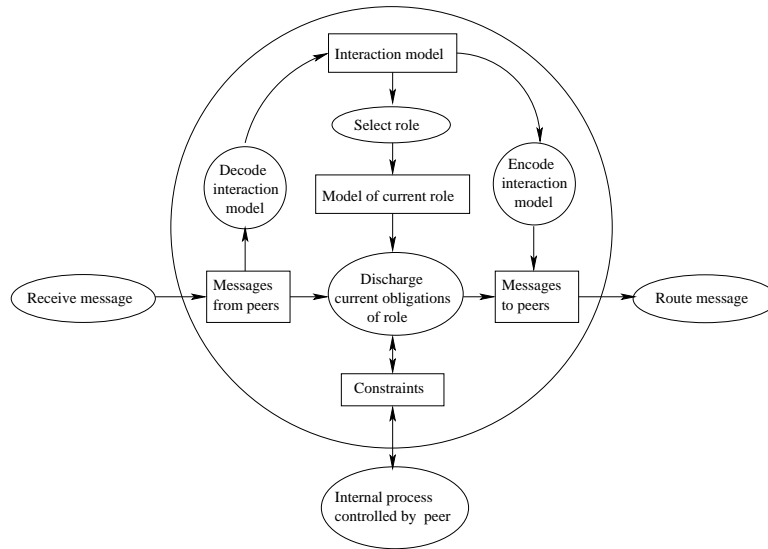 Interaction model
Select role
Decode
interaction
model
Encode
interaction
model
Model of current role
Receive message
Messages
from peers
Discharge
current obligations
of role
Messages
to peers
Route message
Constraints
Internal process
controlled by peer